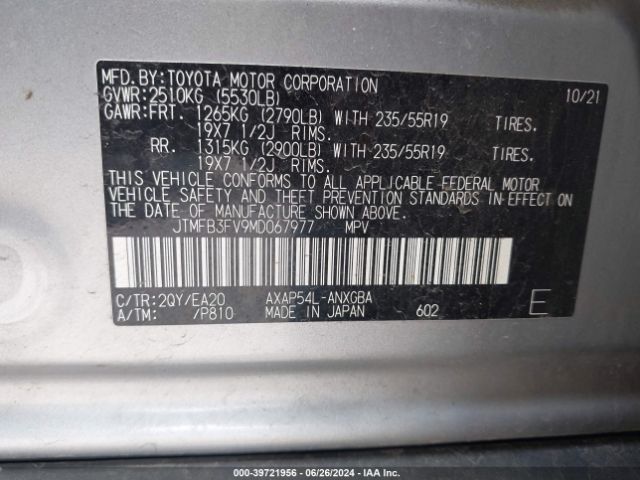 MFD.BY:TOYOTA MOTOR CORPORATION
GVWR:2510KG (5530LB) 10/21
GAWR:FRT. 1265KG (2790LB) WITH 235/55R19 TIRES.
19X7 1/2J RIMS.
RR. 1315KG (2900LB) WITH 235/55R19 TIRES.
19X7 1/2J RIMS.
THIS VEHICLE CONFORMS TO ALL APPLICABLE FEDERAL MOTOR
VEHICLE SAFETY AND THEFT PREVENTION STANDARDS IN EFFECT ON
THE DATE OF MANUFACTURE SHOWN ABOVE.
JTMFB3FV9MD067977 MPV
C/TR:2QY/EA20 AXAP54L-ANXGBA E
A/TM: /P810 MADE IN JAPAN 602
000-39721956 | 06/26/2024 | IAA Inc.